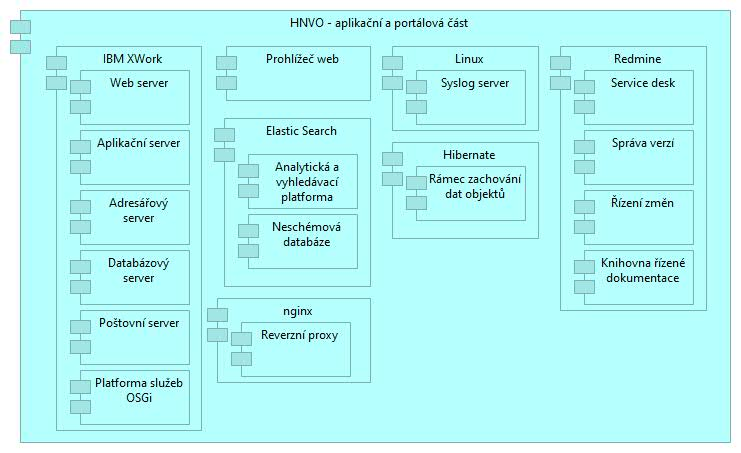 HNVO - aplikační a portálová část
IBM XWork
Web server
Aplikační server
Adresářový
server
Databázový
server
Poštovní server
Platforma služeb
OSGi
Prohlížeč web
Elastic Search
Analytická a
vyhledávací
platforma
Neschémová
databáze
nginx
Reverzní proxy
Linux
Syslog server
Hibernate
Rámec zachování
dat objektů
Redmine
Service desk
Správa verzí
Řízení změn
Knihovna řízené
dokumentace